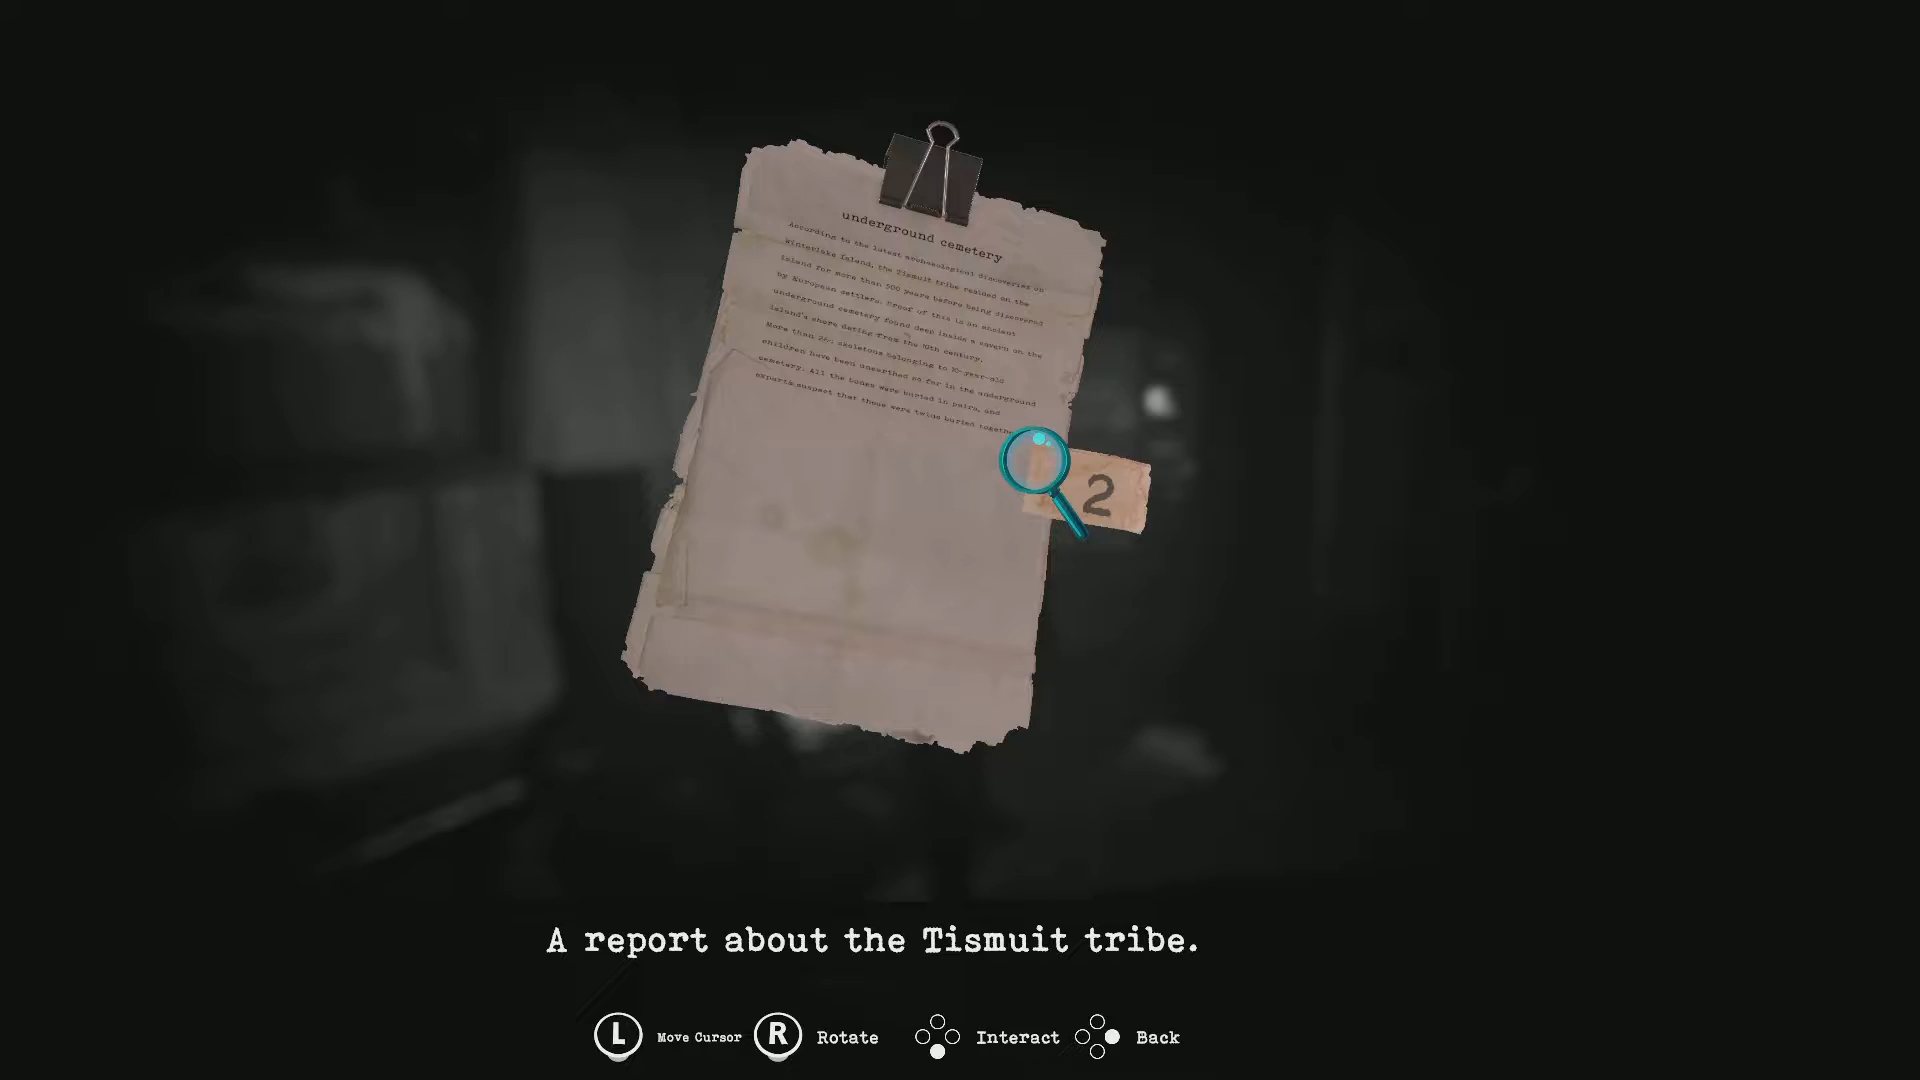 underground cemetery
According to the latest archaeological discoveries on
Winterlake Island, the Tismuit tribe resided on the
island for more than 500 years before being discovered
by European settlers. Proof of this is an ancient
underground cemetery found deep inside a cavern on the
island's shore dating from the 10th century.
More than skeletons belonging to 10-year-old
children have been unearthed so far in the underground
cemetery. All the bones were buried in pairs, and
experts suspect that those were twins buried
2
A report about the Tismuit tribe.
L Move Cursor R Rotate Interact Back